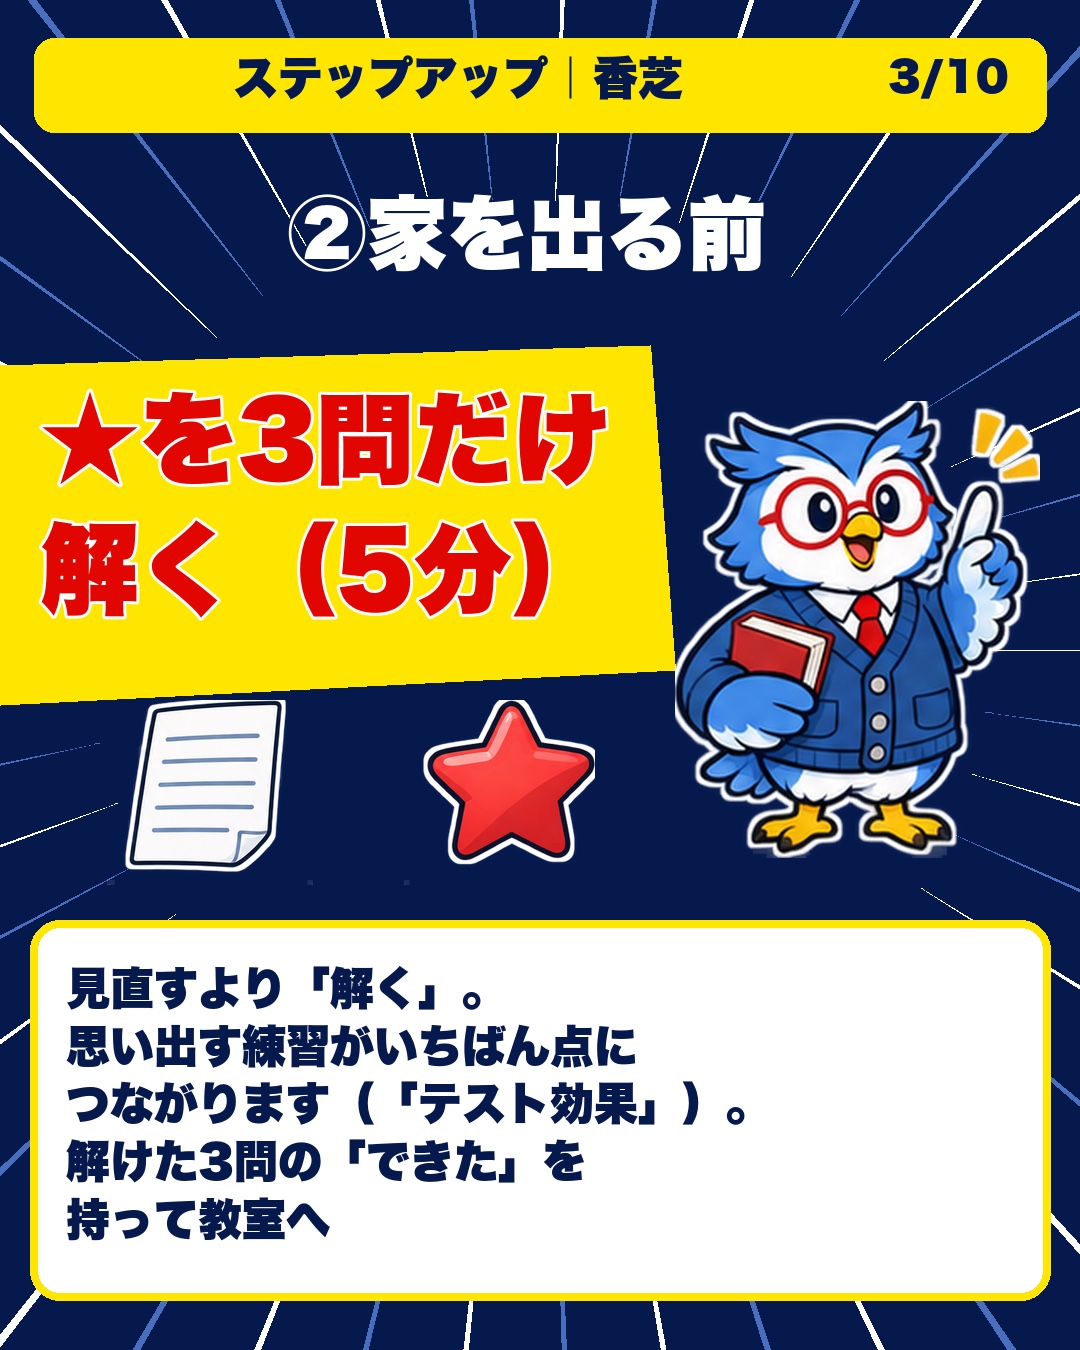 ステップアップ｜香芝
3/10
②家を出る前
★を3問だけ
解く（5分）
見直すより「解く」。
思い出す練習がいちばん点に
つながります（「テスト効果」）。
解けた3問の「できた」を
持って教室へ